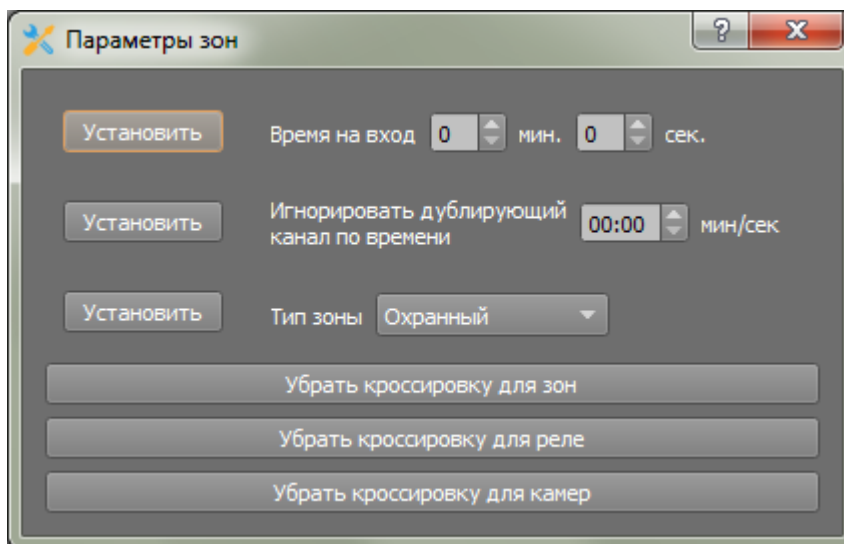 Параметры зон
?
Установить Время на вход 0 мин. 0 сек.
Установить Игнорировать дублирующий
канал по времени 00:00 мин/сек
Установить Тип зоны Охранный
Убрать кроссировку для зон
Убрать кроссировку для реле
Убрать кроссировку для камер